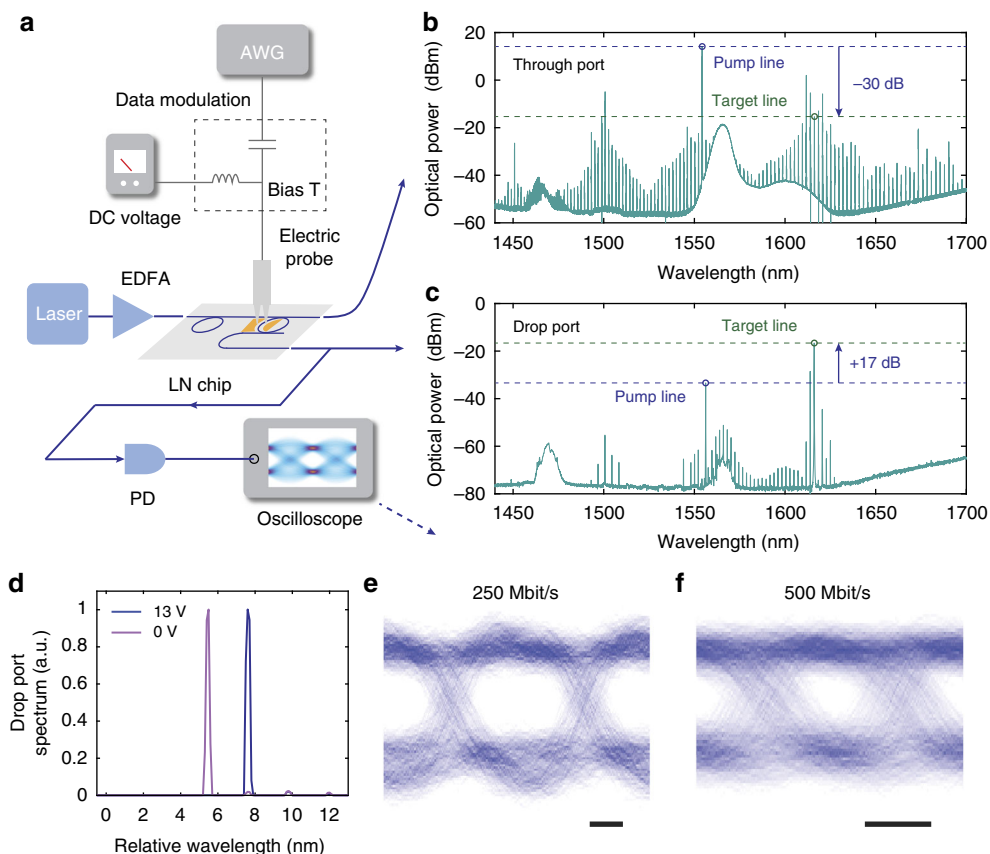 a
AWG
Data modulation
Bias T
DC voltage
Electric
probe
EDFA
Laser
LN chip
PD
Oscilloscope
b
Optical power (dBm)
20
0
−20
−40
−60
Through port
Pump line
Target line
−30 dB
1450 1500 1550 1600 1650 1700
Wavelength (nm)
c
Optical power (dBm)
0
−20
−40
−60
−80
Drop port
Target line
Pump line
+17 dB
1450 1500 1550 1600 1650 1700
Wavelength (nm)
d
Drop port
spectrum (a.u.)
1
0.8
0.6
0.4
0.2
0
13 V
0 V
0 2 4 6 8 10 12
Relative wavelength (nm)
e
250 Mbit/s
f
500 Mbit/s